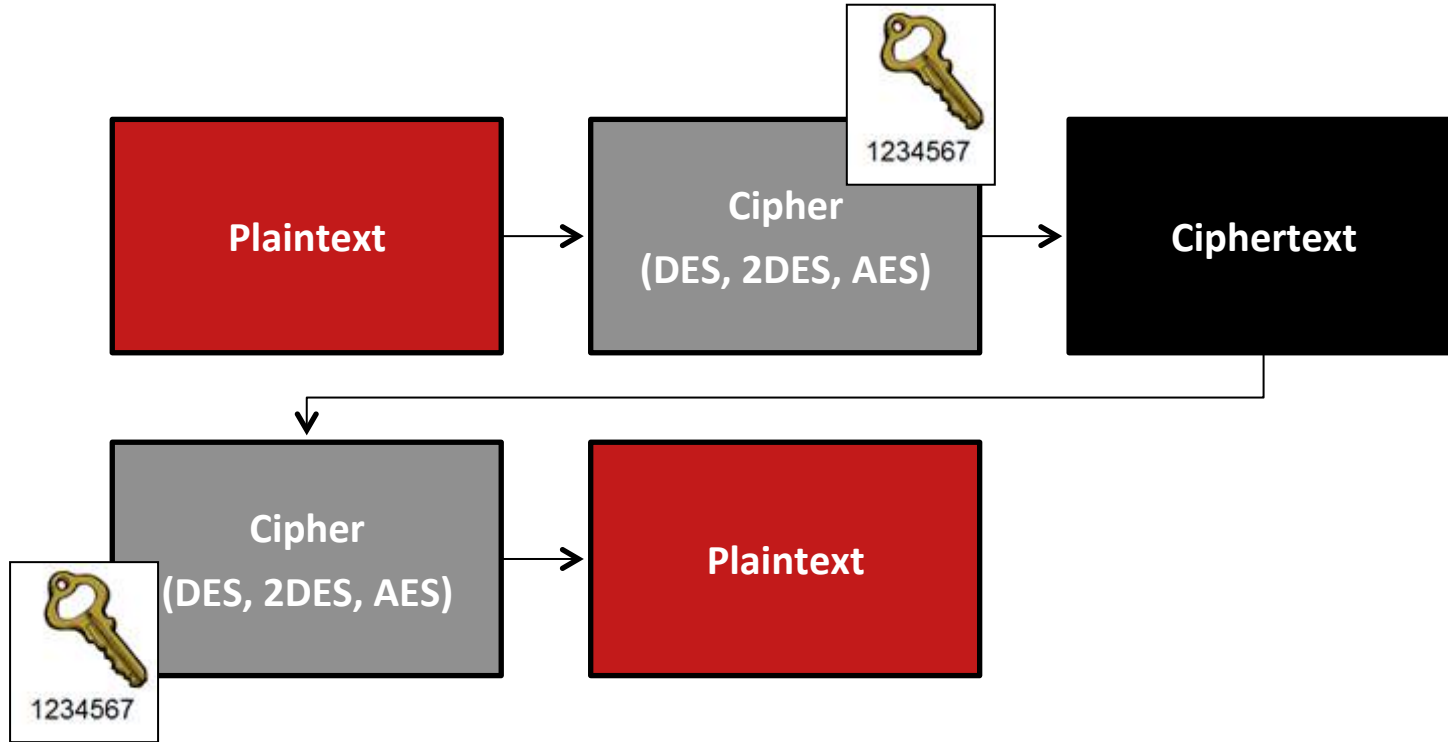 1234567
Plaintext
Cipher
(DES, 2DES, AES)
Ciphertext
Cipher
(DES, 2DES, AES)
1234567
Plaintext